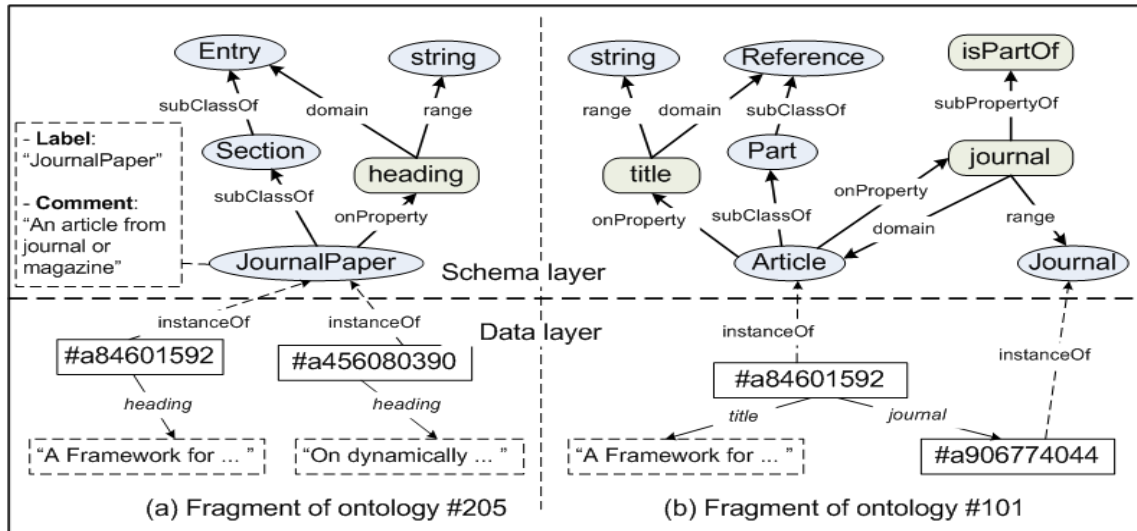 Entry
string
subClassOf
domain
range
- Label:
“JournalPaper”
- Comment:
“An article from
journal or
magazine”
Section
heading
subClassOf
onProperty
JournalPaper
Schema layer
instanceOf
instanceOf
Data layer
#a84601592
#a456080390
heading
heading
“A Framework for ... ”
“On dynamically ... ”
(a) Fragment of ontology #205
string
Reference
isPartOf
range
domain
subClassOf
subPropertyOf
title
Part
journal
onProperty
onProperty
subClassOf
domain
range
Article
Journal
instanceOf
instanceOf
#a84601592
title
journal
“A Framework for ... ”
#a906774044
(b) Fragment of ontology #101